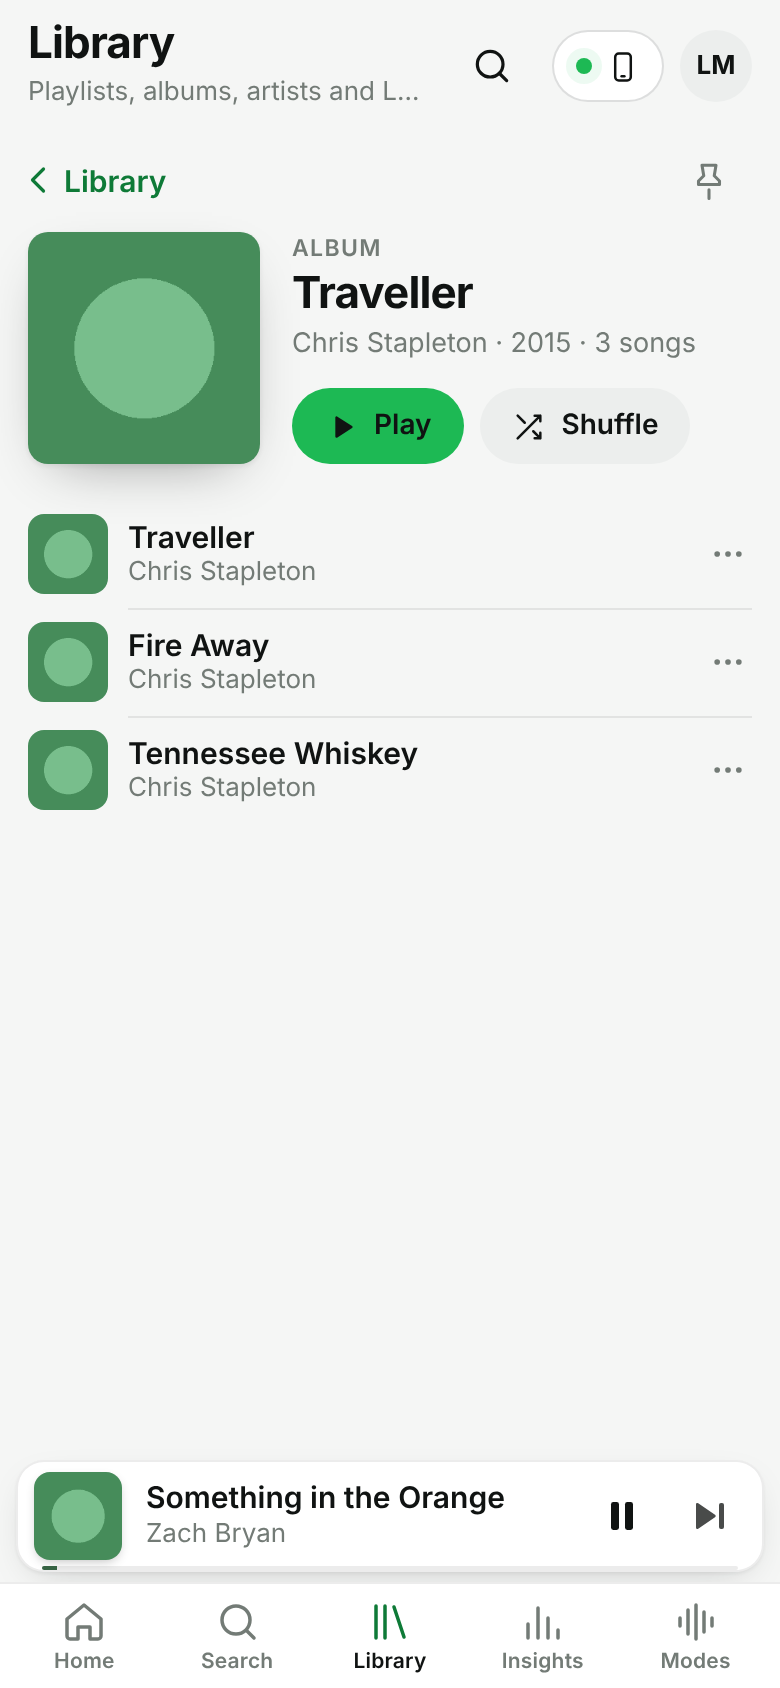 Library
Playlists, albums, artists and L...
LM
Library
ALBUM
Traveller
Chris Stapleton · 2015 · 3 songs
Play
Shuffle
Traveller
Chris Stapleton
Fire Away
Chris Stapleton
Tennessee Whiskey
Chris Stapleton
Something in the Orange
Zach Bryan
Home
Search
Library
Insights
Modes